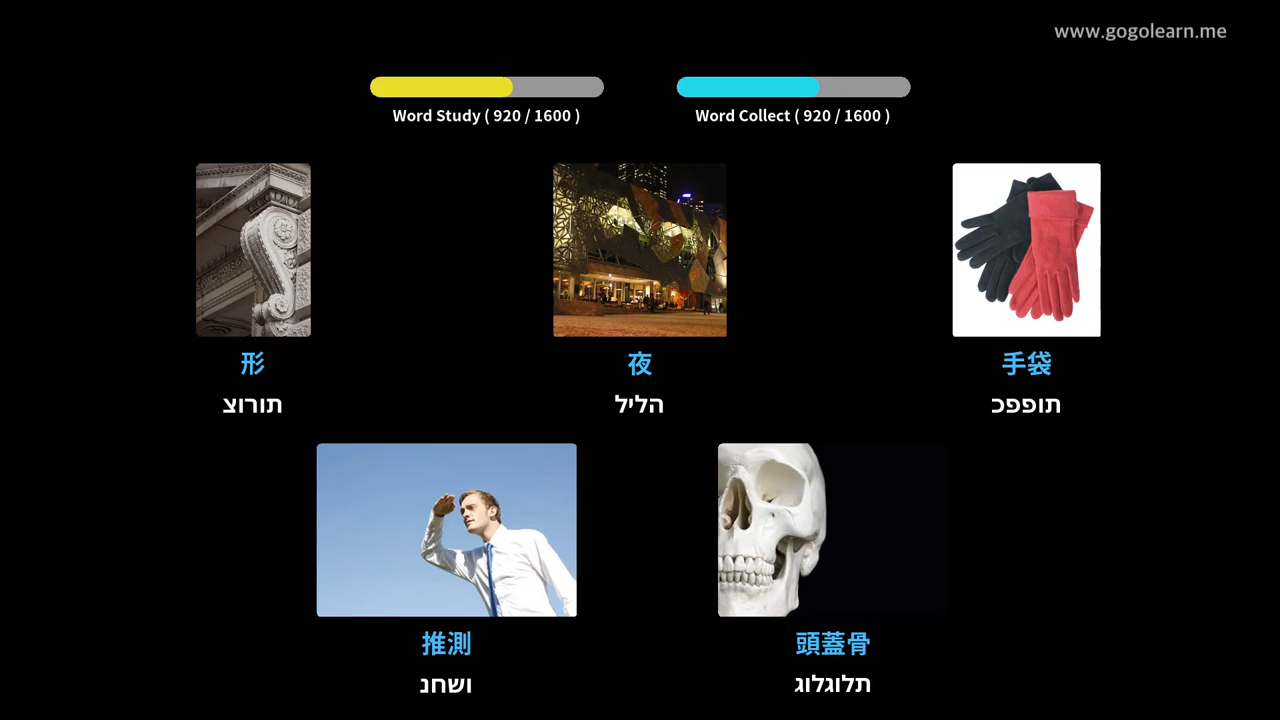 www.gogolearn.me
Word Study ( 920 / 1600 )
Word Collect ( 920 / 1600 )
形
תורוצ
夜
הליל
手袋
תופפכ
推測
ושחנ
頭蓋骨
תלוגלוג